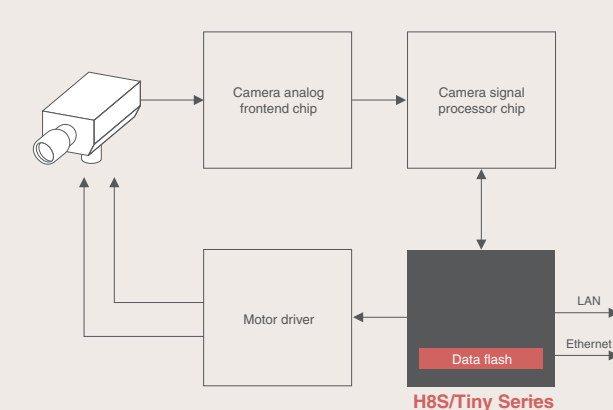 Camera analog
frontend chip
Camera signal
processor chip
Motor driver
Data flash
LAN
Ethernet
H8S/Tiny Series